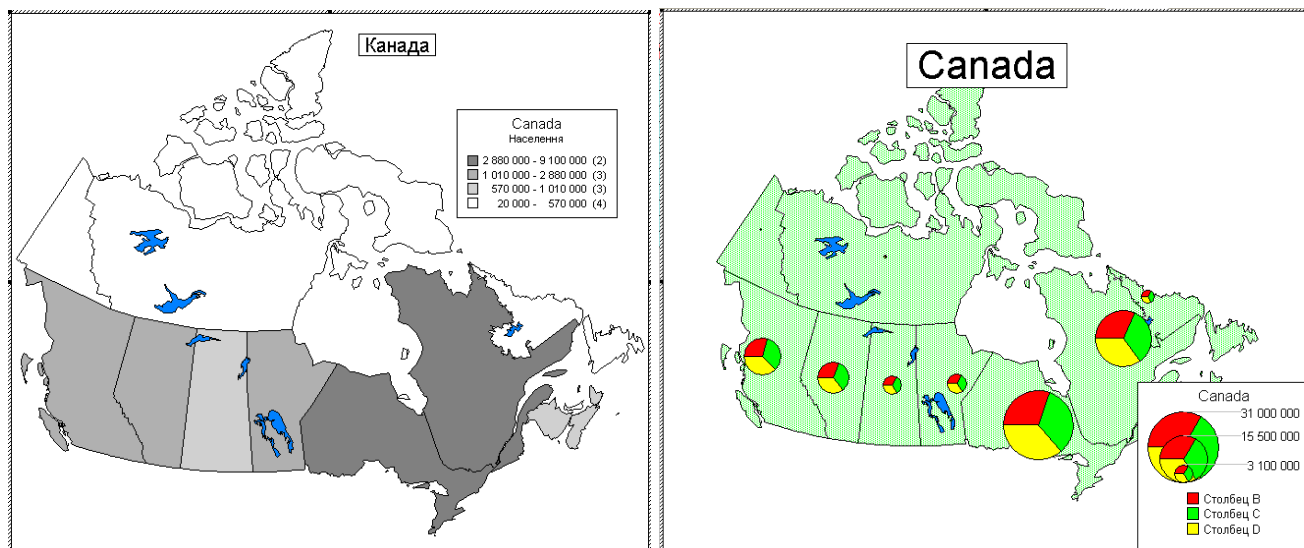 Канада
Canada
Населення
2 880 000 - 9 100 000 (2)
1 010 000 - 2 880 000 (3)
570 000 - 1 010 000 (3)
20 000 - 570 000 (4)
Canada
Canada
31 000 000
15 500 000
3 100 000
Столбец B
Столбец C
Столбец D